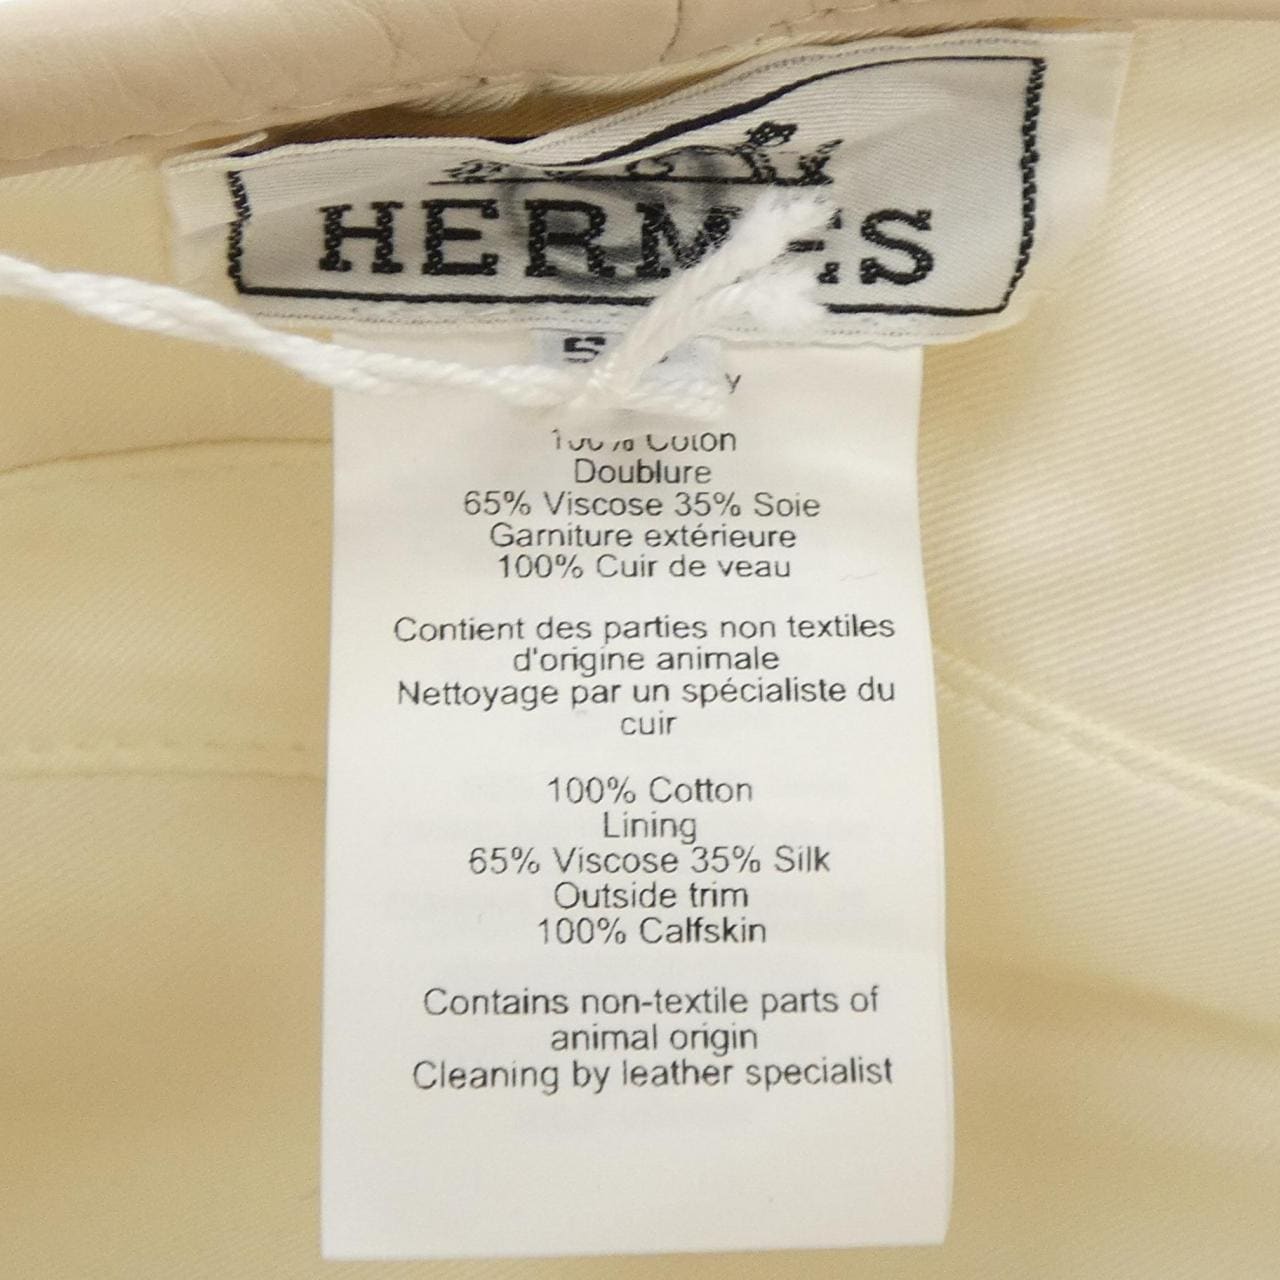 HERMES
100% Coton
Doublure
65% Viscose 35% Soie
Garniture extérieure
100% Cuir de veau
Contient des parties non textiles
d'origine animale
Nettoyage par un spécialiste du
cuir
100% Cotton
Lining
65% Viscose 35% Silk
Outside trim
100% Calfskin
Contains non-textile parts of
animal origin
Cleaning by leather specialist